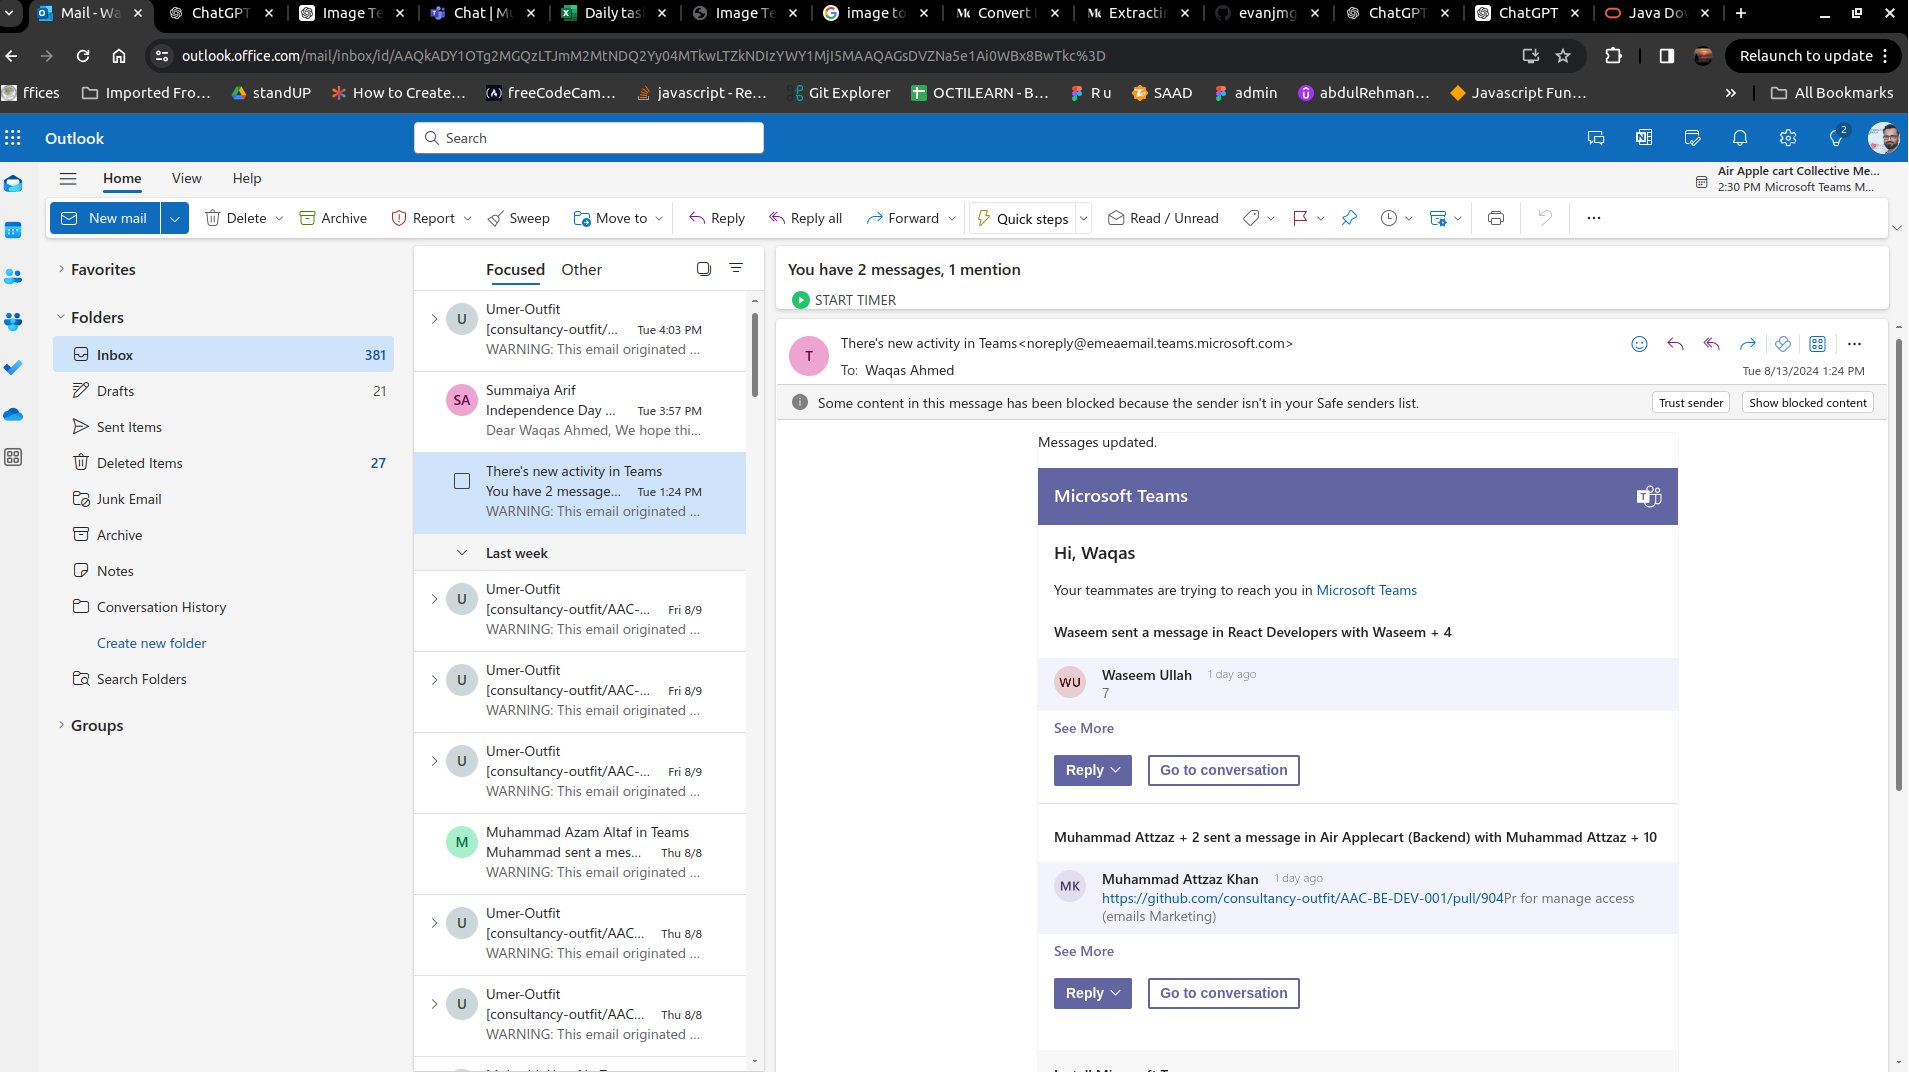 Mail - Wa
ChatGPT
Image Te
Chat | Mu
Daily tas
Image Te
image to
Convert
Extractin
evanjmg
ChatGPT
ChatGPT
Java Do
outlook.office.com/mail/inbox/id/AAQkADY1OTg2MGQzLTJmM2MtNDQ2Yy04MTkwLTZkNDIzYWY1MjI5MAAQAGsDVZNa5e1Ai0WBx8BwTkc%3D
Relaunch to update
ffices
Imported Fro...
standUP
How to Create...
freeCodeCam...
javascript - Re...
Git Explorer
OCTILEARN - B...
R u
SAAD
admin
abdulRehman...
Javascript Fun...
»
All Bookmarks
Outlook
Search
2
Home
View
Help
Air Apple cart Collective Me...
2:30 PM Microsoft Teams M...
New mail
Delete
Archive
Report
Sweep
Move to
Reply
Reply all
Forward
Quick steps
Read / Unread
Favorites
Folders
Inbox 381
Drafts 21
Sent Items
Deleted Items 27
Junk Email
Archive
Notes
Conversation History
Create new folder
Search Folders
Groups
Focused
Other
U
Umer-Outfit
[consultancy-outfit/... Tue 4:03 PM
WARNING: This email originated ...
SA
Summaiya Arif
Independence Day ... Tue 3:57 PM
Dear Waqas Ahmed, We hope thi...
There's new activity in Teams
You have 2 message... Tue 1:24 PM
WARNING: This email originated ...
Last week
U
Umer-Outfit
[consultancy-outfit/AAC-... Fri 8/9
WARNING: This email originated ...
U
Umer-Outfit
[consultancy-outfit/AAC-... Fri 8/9
WARNING: This email originated ...
U
Umer-Outfit
[consultancy-outfit/AAC-... Fri 8/9
WARNING: This email originated ...
M
Muhammad Azam Altaf in Teams
Muhammad sent a mes... Thu 8/8
WARNING: This email originated ...
U
Umer-Outfit
[consultancy-outfit/AAC... Thu 8/8
WARNING: This email originated ...
U
Umer-Outfit
[consultancy-outfit/AAC... Thu 8/8
WARNING: This email originated ...
You have 2 messages, 1 mention
START TIMER
T
There's new activity in Teams<noreply@emeaemail.teams.microsoft.com>
To: Waqas Ahmed
Tue 8/13/2024 1:24 PM
Some content in this message has been blocked because the sender isn't in your Safe senders list.
Trust sender
Show blocked content
Messages updated.
Microsoft Teams
Hi, Waqas
Your teammates are trying to reach you in Microsoft Teams
Waseem sent a message in React Developers with Waseem + 4
WU
Waseem Ullah 1 day ago
7
See More
Reply
Go to conversation
Muhammad Attzaz + 2 sent a message in Air Applecart (Backend) with Muhammad Attzaz + 10
MK
Muhammad Attzaz Khan 1 day ago
https://github.com/consultancy-outfit/AAC-BE-DEV-001/pull/904Pr for manage access
(emails Marketing)
See More
Reply
Go to conversation